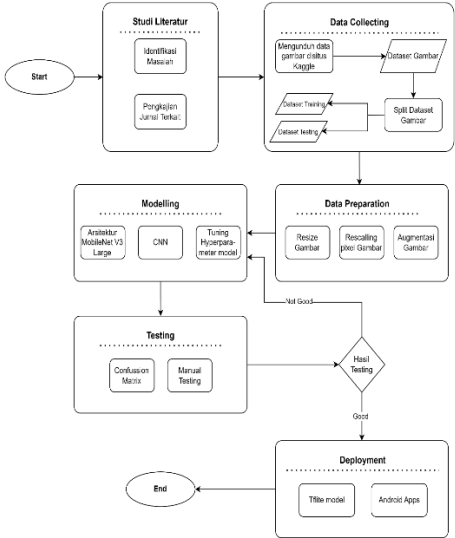 Studi Literatur
Identifikasi
Masalah
Pengkajian
Jurnal Terkait
Start
Data Collecting
Mengunduh data
gambar disitus
Kaggle
Dataset Gambar
Dataset Training
Dataset Testing
Split Dataset
Gambar
Modelling
Arsitektur
MobileNet V3
Large
CNN
Tuning
Hyperpara-
meter model
Data Preparation
Resize
Gambar
Rescalling
pixel Gambar
Augmentasi
Gambar
Not Good
Testing
Confussion
Matrix
Manual
Testing
Hasil
Testing
Good
Deployment
Tflite model
Android Apps
End